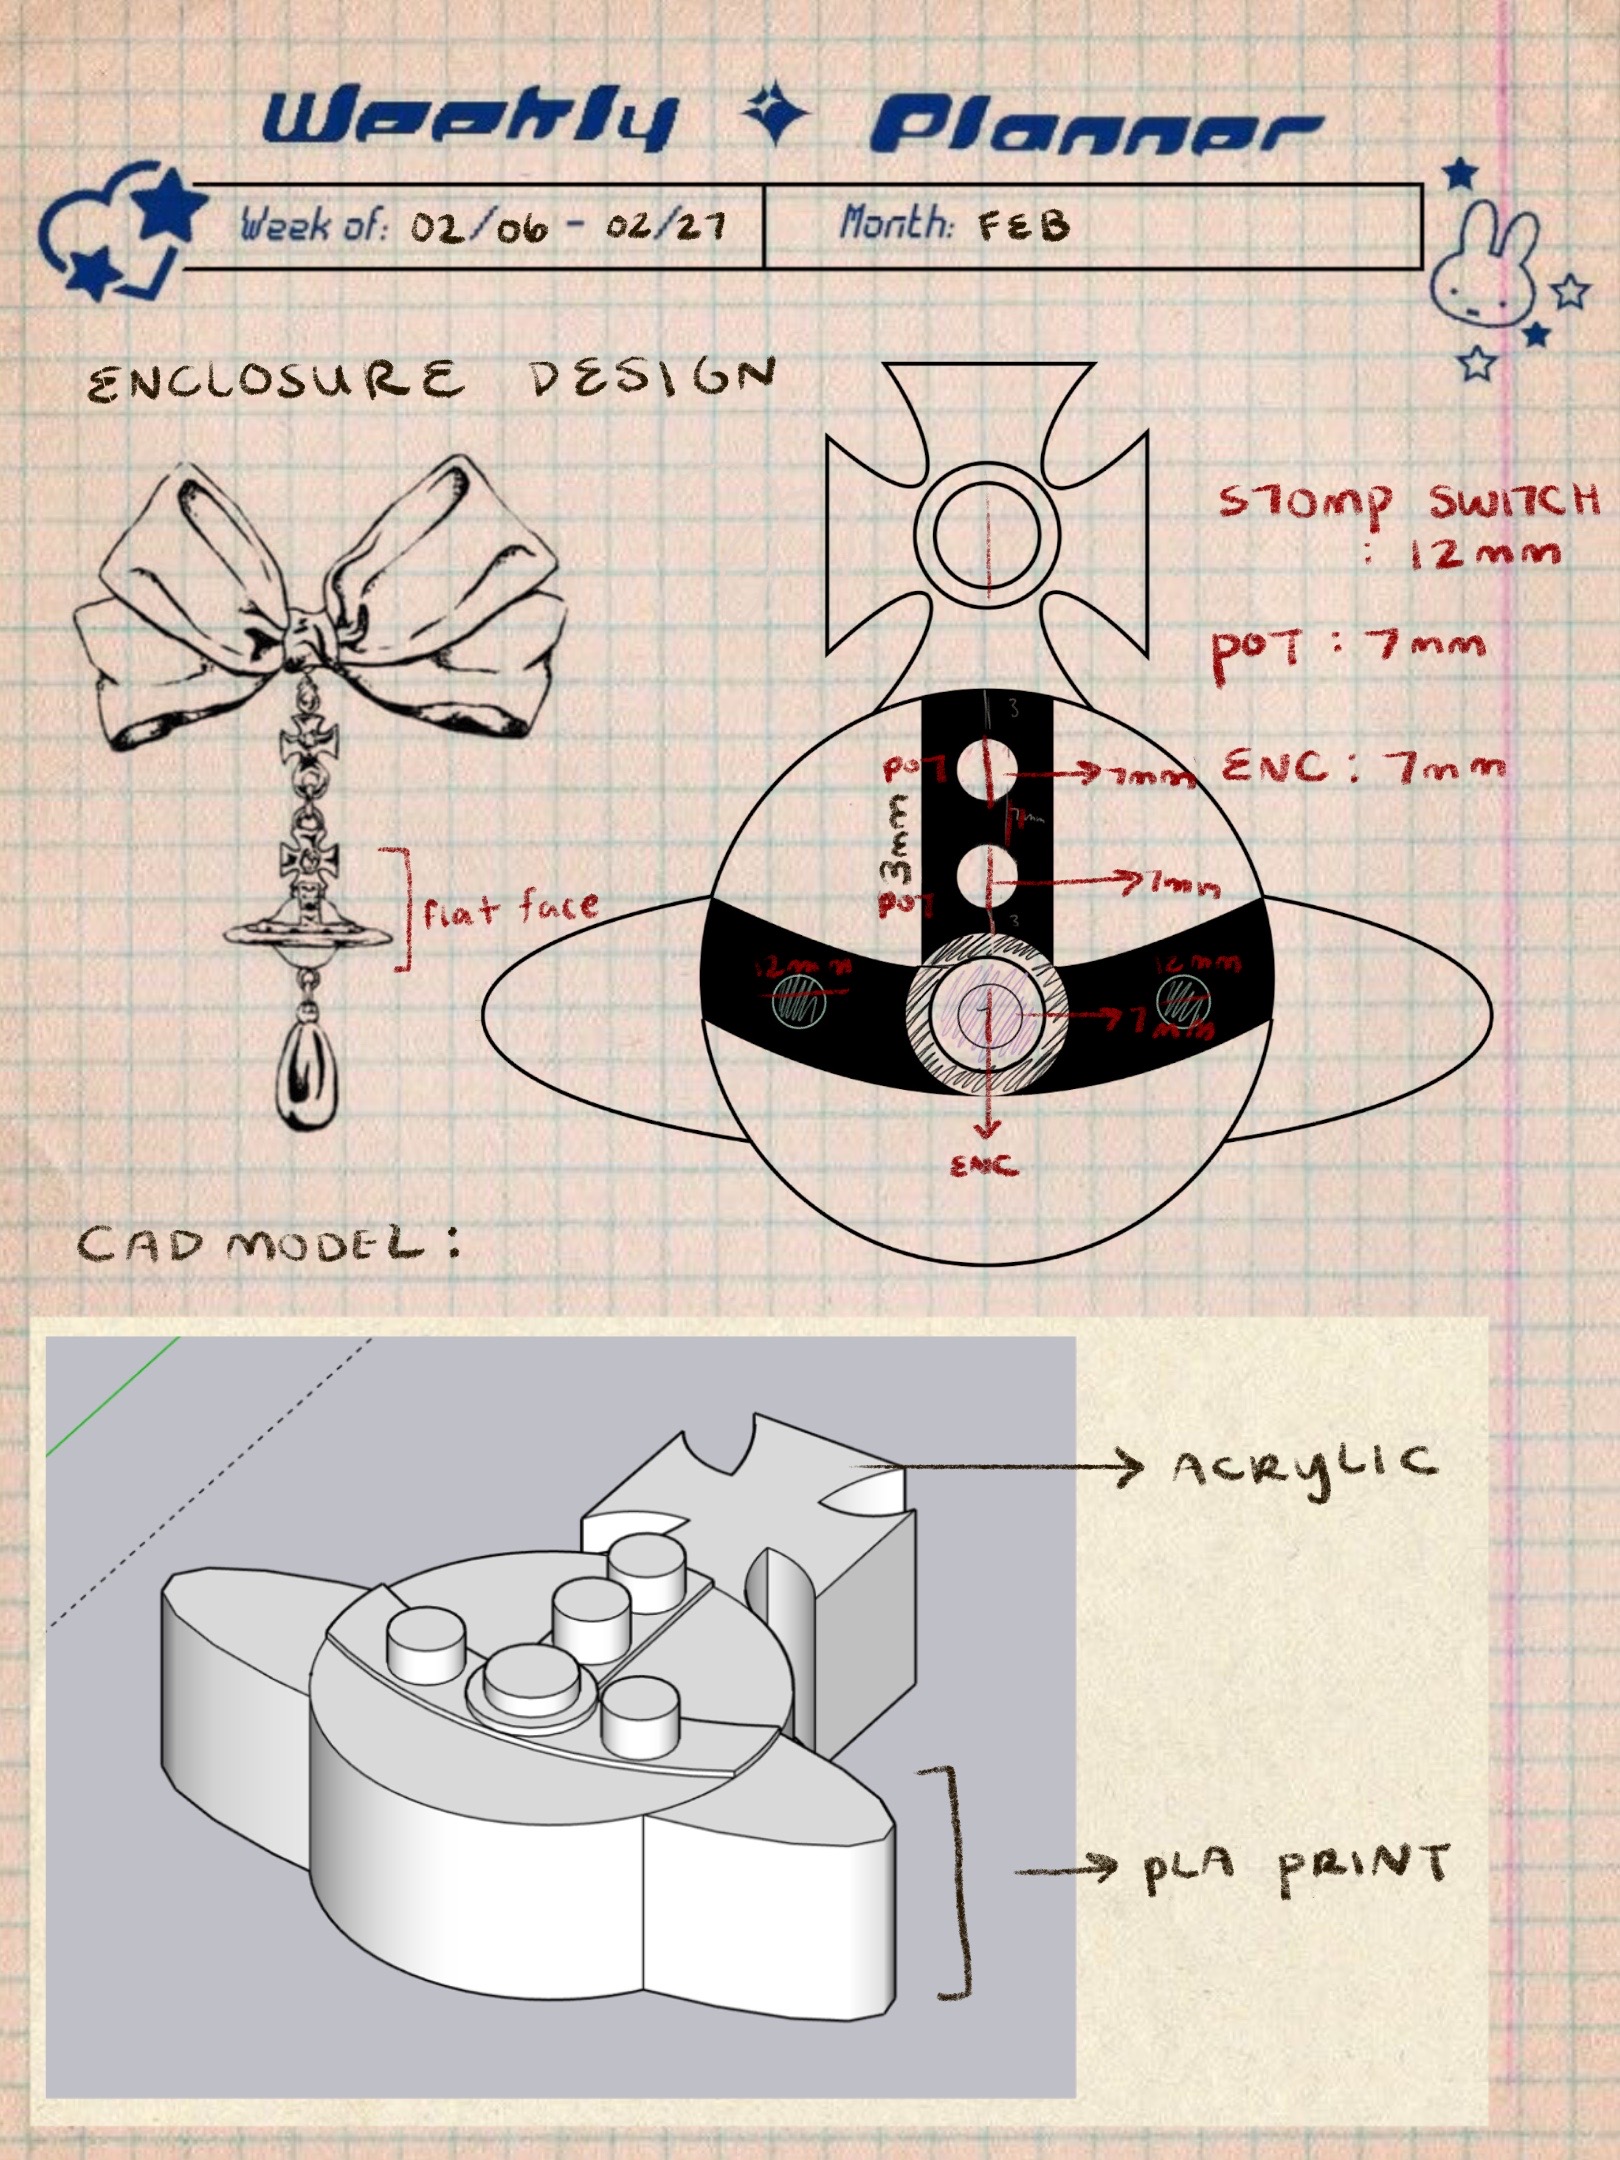 Weekly Planner
Week of: 02/06 - 02/27
Month: FEB
ENCLOSURE DESIGN
STOMP SWITCH
: 12mm
POT : 7mm
3
POT
7mm
ENC : 7mm
7mm
3mm
7mm
POT
flat face
3
12mm
12mm
7
7mm
ENC
CAD MODEL :
ACRYLIC
PLA PRINT